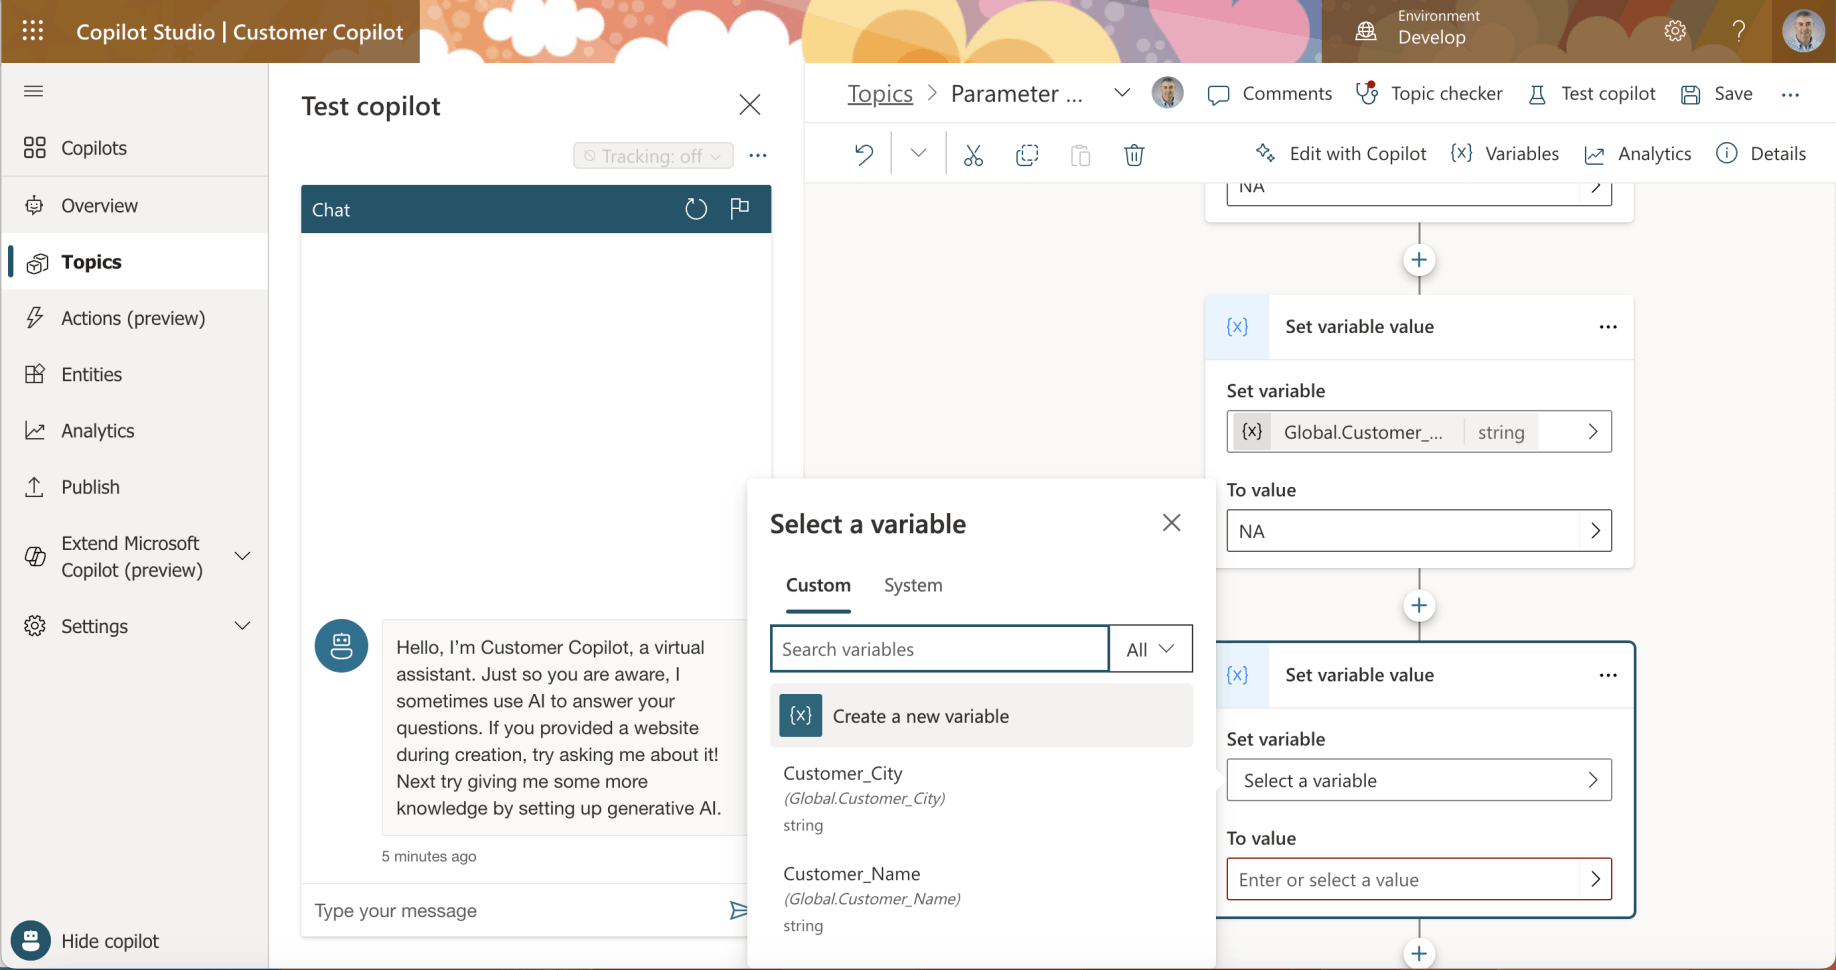 Copilot Studio | Customer Copilot
Environment
Develop
?
Copilots
Overview
Topics
Actions (preview)
Entities
Analytics
Publish
Extend Microsoft
Copilot (preview)
Settings
Hide copilot
Test copilot
Tracking: off
Chat
Hello, I'm Customer Copilot, a virtual
assistant. Just so you are aware, I
sometimes use AI to answer your
questions. If you provided a website
during creation, try asking me about it!
Next try giving me some more
knowledge by setting up generative AI.
5 minutes ago
Type your message
Topics > Parameter ...
Comments
Topic checker
Test copilot
Save
Edit with Copilot
{x} Variables
Analytics
Details
NA
{x} Set variable value
Set variable
{x} Global.Customer_... string
To value
NA
{x} Set variable value
Set variable
Select a variable
To value
Enter or select a value
Select a variable
Custom
System
Search variables
All
{x} Create a new variable
Customer_City
(Global.Customer_City)
string
Customer_Name
(Global.Customer_Name)
string